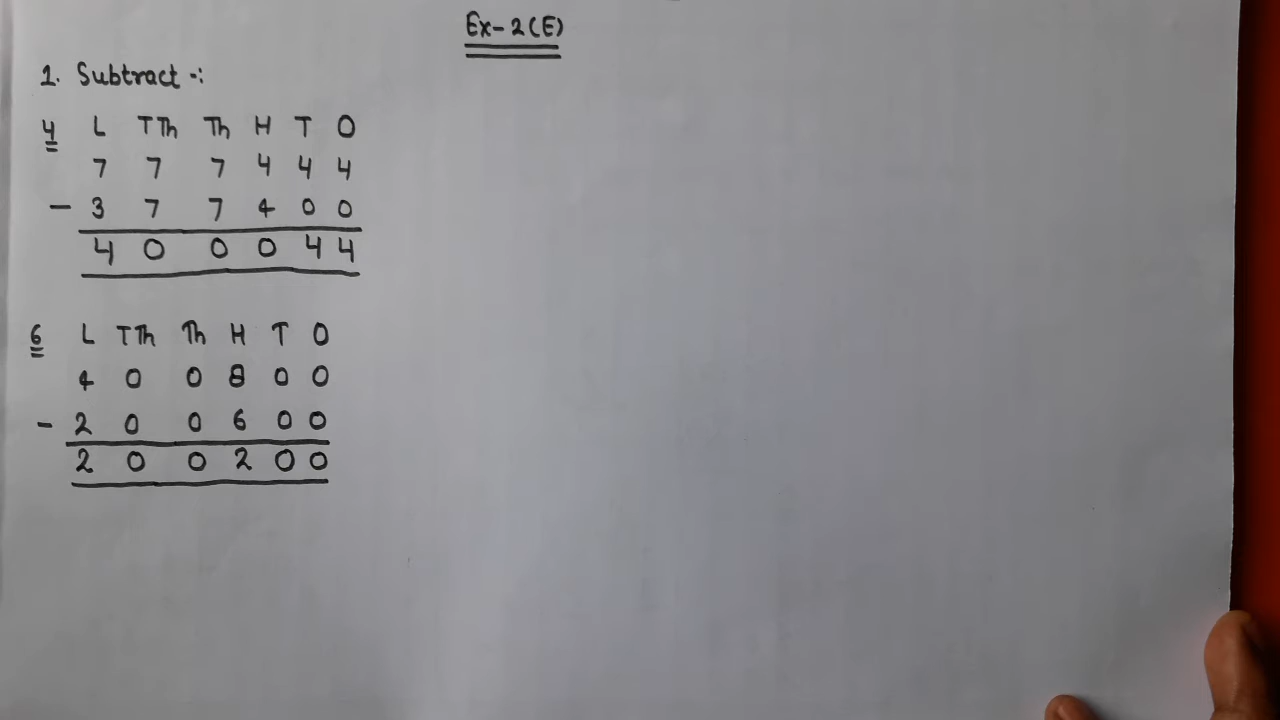 Ex-2(E)
1. Subtract -:
4 L TTh Th H T O
7 7 7 4 4 4
- 3 7 7 4 0 0
4 0 0 0 4 4
6 L TTh Th H T O
4 0 0 8 0 0
- 2 0 0 6 0 0
2 0 0 2 0 0